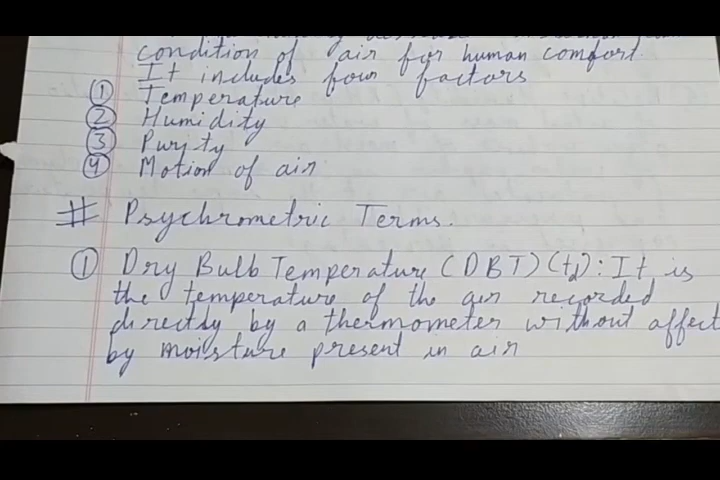 condition of air for human comfort.
It includes four factors
① Temperature
② Humidity
③ Purity
④ Motion of air
# Psychrometric Terms.
① Dry Bulb Temperature (DBT) (td): It is
the temperature of the air recorded
directly by a thermometer without affect
by moisture present in air